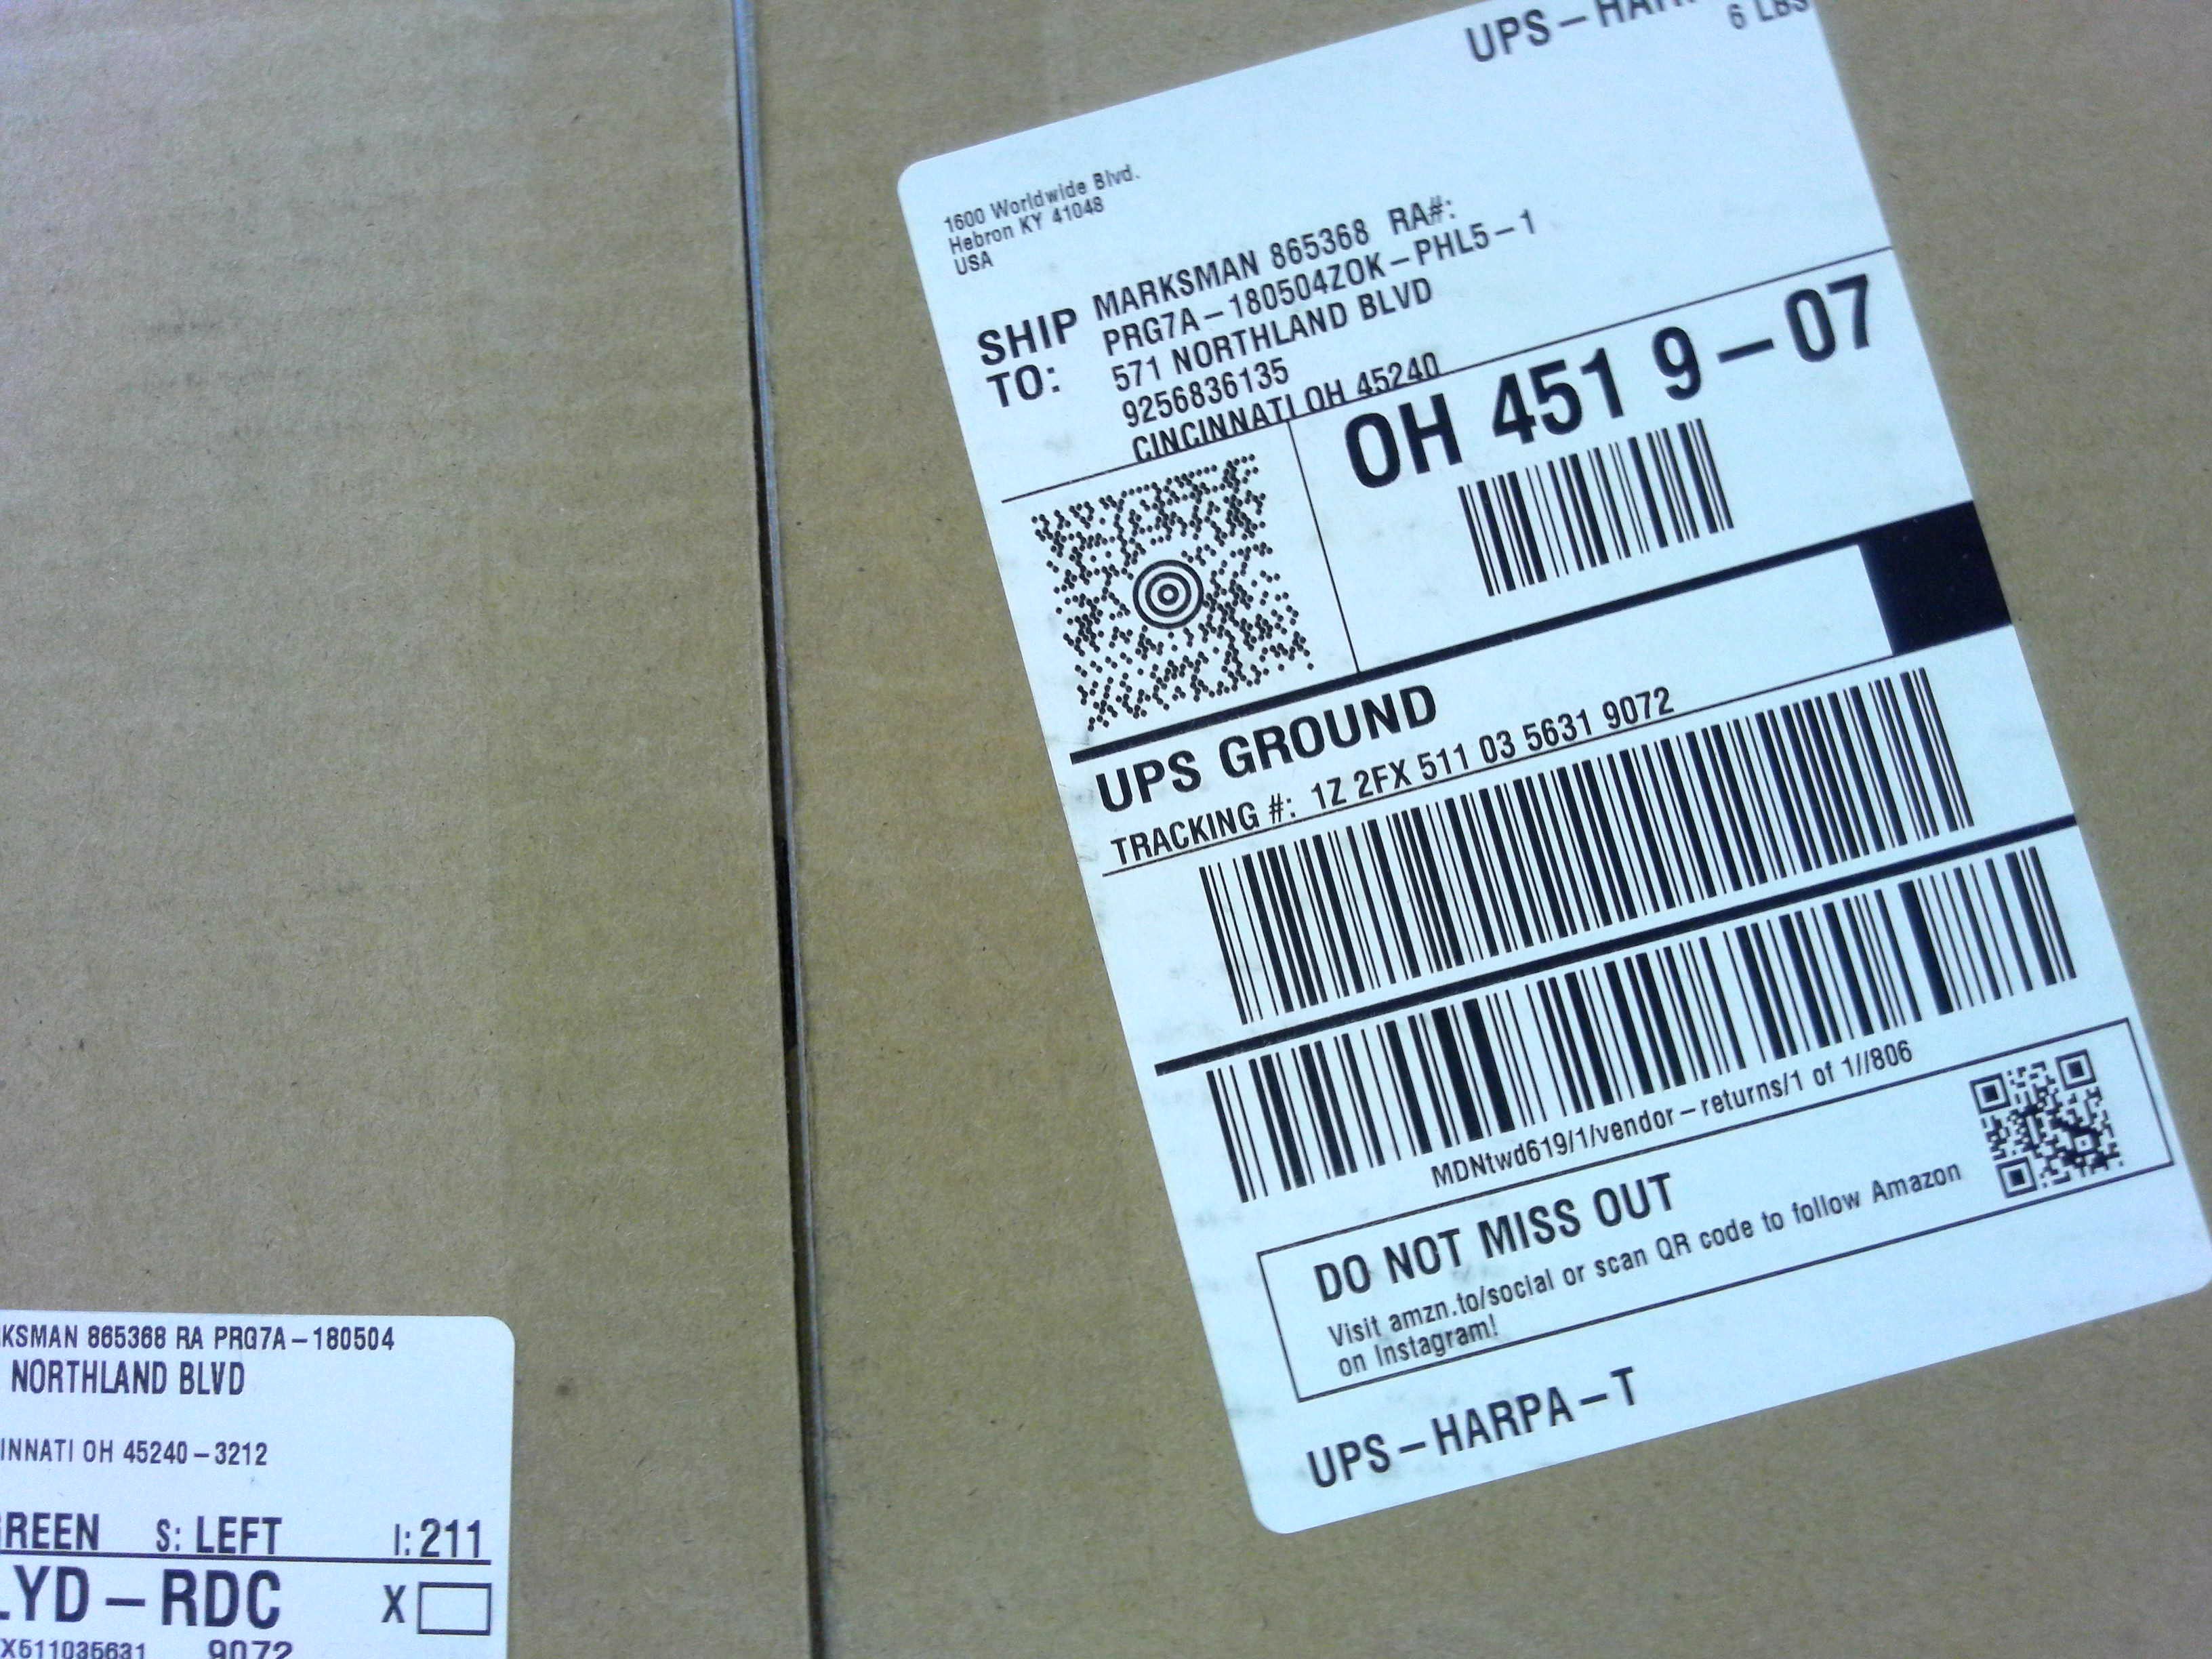 UPS – HAR
6 LBS
1600 Worldwide Blvd.
Hebron KY 41048
USA
SHIP TO:
MARKSMAN 865368 RA#:
PRG7A – 180504ZOK – PHL5 – 1
571 NORTHLAND BLVD
9256836135
CINCINNATI OH 45240
OH 451 9 – 07
UPS GROUND
TRACKING #: 1Z 2FX 511 03 5631 9072
MDNtwd619/1/vendor – returns/1 of 1//806
DO NOT MISS OUT
Visit amzn.to/social or scan QR code to follow Amazon
on Instagram!
UPS – HARPA – T
KSMAN 865368 RA PRG7A – 180504
NORTHLAND BLVD
INNATI OH 45240 – 3212
REEN S: LEFT I: 211
YD – RDC X
X511035631 9072